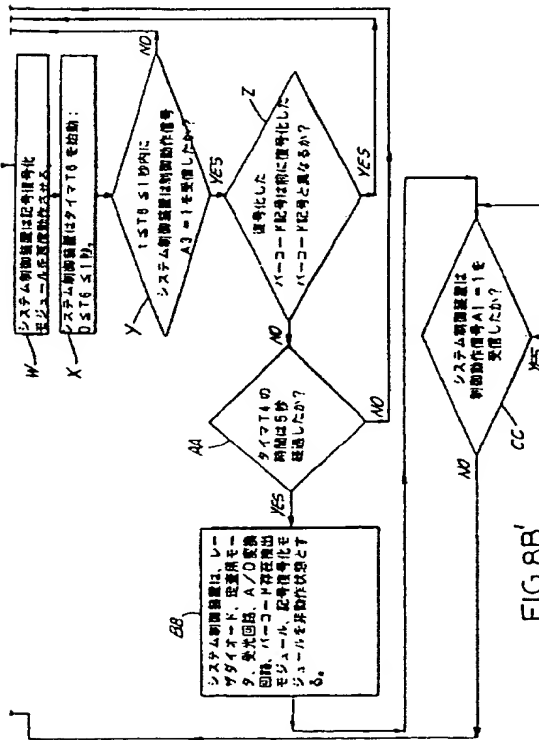 W
システム制御装置は記号復号化
モジュールを再度動作させる。
X
システム制御装置はタイマT6 を始動:
0 ≤ T6 ≤ 1秒。
Y
1 ≤ T6 ≤ 1秒内に
システム制御装置は制御動作信号
A3 = 1 を受信したか?
NO
YES
Z
復号化した
バーコード記号は前に復号化した
バーコード記号と異なるか?
YES
NO
AA
タイマT4 の
時間は5秒
経過したか?
NO
YES
BB
システム制御装置は、レー
ザダイオード、走査用モー
タ、受光回路、A/D変換
回路、バーコード存在検出
モジュール、記号復号化モ
ジュールを非動作状態とす
る。
システム制御装置は
制御動作信号A1 = 1 を
受信したか?
CC
NO
YES
FIG.8B'